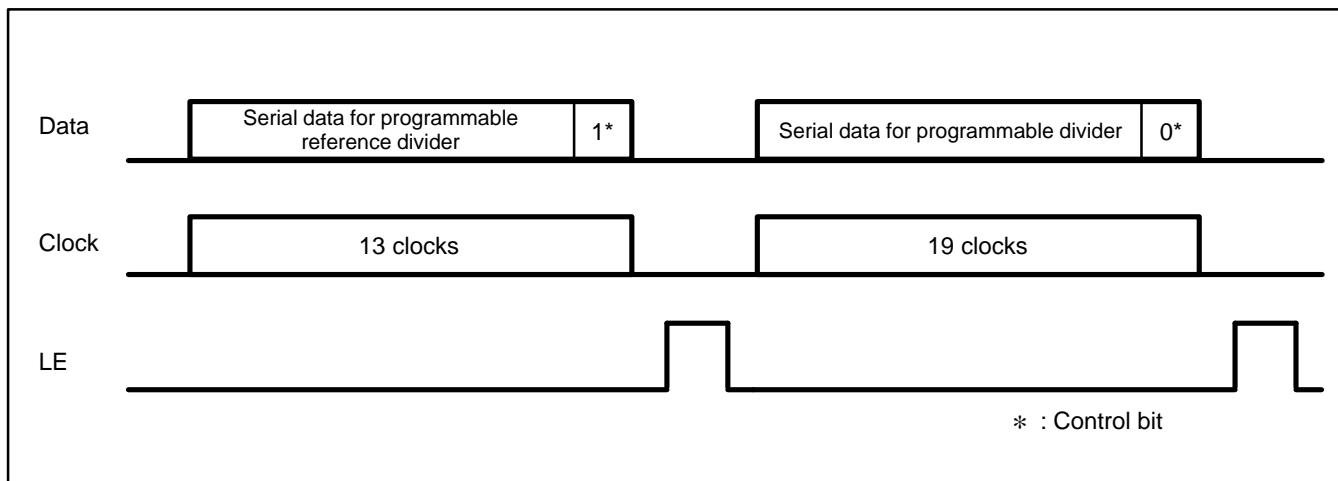 Data
Serial data for programmable
reference divider
1*
Serial data for programmable divider
0*
Clock
13 clocks
19 clocks
LE
* : Control bit